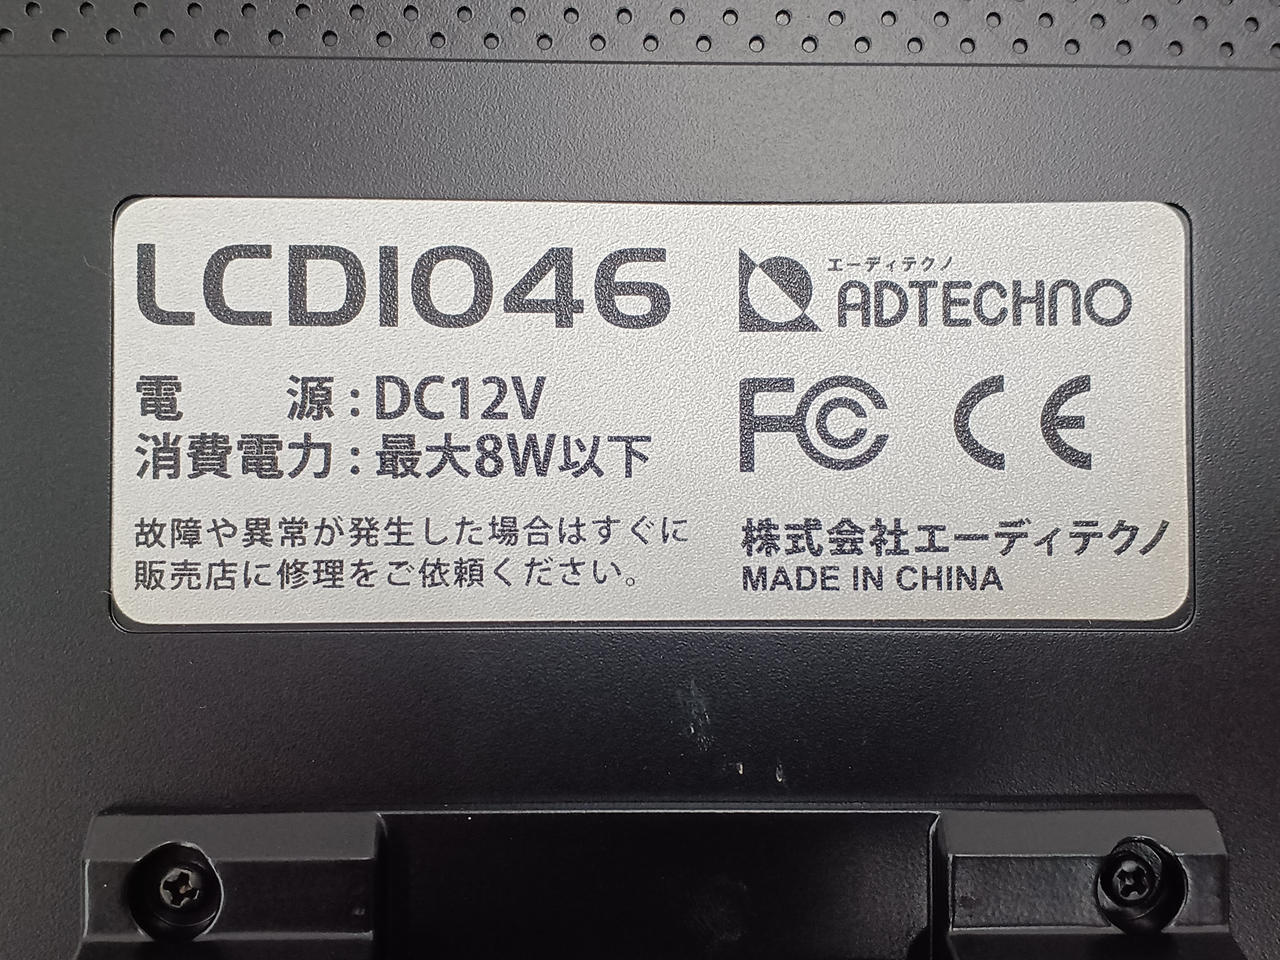 LCD1046
エーディテクノ
ADTECHNO
電　源：DC12V
消費電力：最大8W以下
FC CE
故障や異常が発生した場合はすぐに
販売店に修理をご依頼ください。
株式会社エーディテクノ
MADE IN CHINA